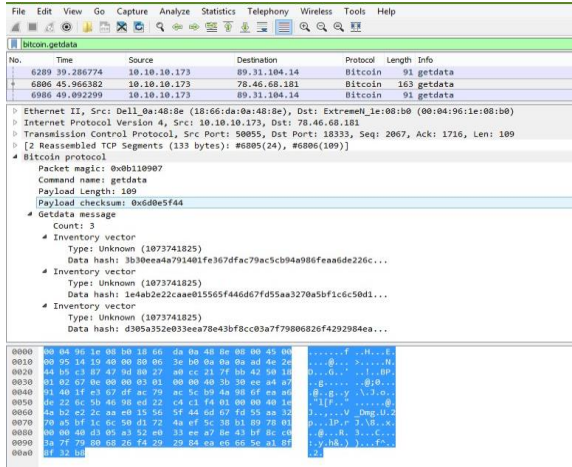 File Edit View Go Capture Analyze Statistics Telephony Wireless Tools Help
bitcoin.getdata
No. Time Source Destination Protocol Length Info
6289 39.286774 10.10.10.173 89.31.104.14 Bitcoin 91 getdata
6806 45.966382 10.10.10.173 78.46.68.181 Bitcoin 163 getdata
6986 49.092299 10.10.10.173 89.31.104.14 Bitcoin 91 getdata
Ethernet II, Src: Dell_0a:48:8e (18:66:da:0a:48:8e), Dst: ExtremeN_1e:08:b0 (00:04:96:1e:08:b0)
Internet Protocol Version 4, Src: 10.10.10.173, Dst: 78.46.68.181
Transmission Control Protocol, Src Port: 50055, Dst Port: 18333, Seq: 2067, Ack: 1716, Len: 109
[2 Reassembled TCP Segments (133 bytes): #6805(24), #6806(109)]
Bitcoin protocol
Packet magic: 0x0b110907
Command name: getdata
Payload Length: 109
Payload checksum: 0x6d0e5f44
Getdata message
Count: 3
Inventory vector
Type: Unknown (1073741825)
Data hash: 3b30eea4a791401fe367dfac79ac5cb94a986feaa6de226c...
Inventory vector
Type: Unknown (1073741825)
Data hash: 1e4ab2e22caae015565f446d67fd55aa3270a5bf1c6c50d1...
Inventory vector
Type: Unknown (1073741825)
Data hash: d305a352e033eea78e43bf8cc03a7f79806826f4292984ea...
0000 00 04 96 1e 08 b0 18 66 da 0a 48 8e 08 00 45 00 .......f ..H...E.
0010 00 95 14 19 40 00 80 06 3e b0 0a 0a 0a ad 4e 2e ....@... >.....N.
0020 44 b5 c3 87 47 9d 80 27 a0 cc 21 7f bb 42 50 18 D...G..' ..!..BP.
0030 01 02 67 0e 00 00 03 01 00 00 40 3b 30 ee a4 a7 ..g..... ..@;0...
0040 91 40 1f e3 67 df ac 79 ac 5c b9 4a 98 6f ea a6 .@..g..y .\.J.o..
0050 de 22 6c 5b 46 98 ed 22 c4 c1 f4 01 00 00 40 1e ."l[F.." ......@.
0060 4a b2 e2 2c aa e0 15 56 5f 44 6d 67 fd 55 aa 32 J..,...V _Dmg.U.2
0070 70 a5 bf 1c 6c 50 d1 72 4a ef 5c 38 b1 89 78 01 p...lP.r J.\8..x.
0080 00 00 40 d3 05 a3 52 e0 33 ee a7 8e 43 bf 8c c0 ..@...R. 3...C...
0090 3a 7f 79 80 68 26 f4 29 29 84 ea e6 66 5e a1 8f :.y.h&.) )...f^..
00a0 8f 32 b8 .2.